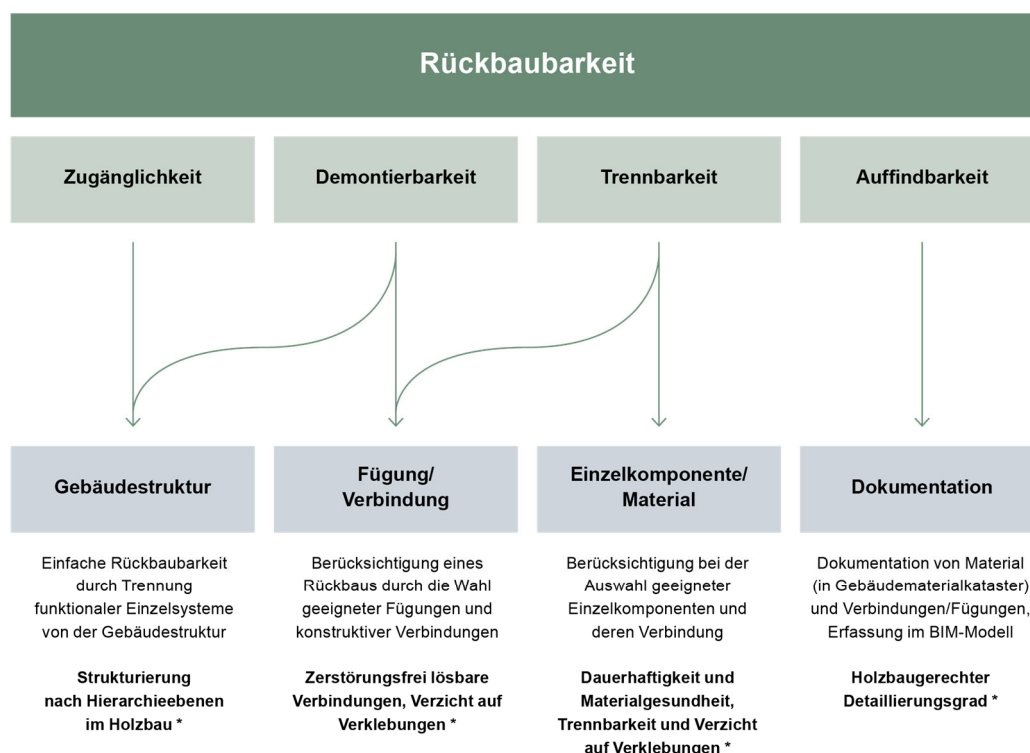 Rückbaubarkeit
Zugänglichkeit
Demontierbarkeit
Trennbarkeit
Auffindbarkeit
Gebäudestruktur
Fügung/
Verbindung
Einzelkomponente/
Material
Dokumentation
Einfache Rückbaubarkeit
durch Trennung
funktionaler Einzelsysteme
von der Gebäudestruktur
Strukturierung
nach Hierarchieebenen
im Holzbau *
Berücksichtigung eines
Rückbaus durch die Wahl
geeigneter Fügungen und
konstruktiver Verbindungen
Zerstörungsfrei lösbare
Verbindungen, Verzicht auf
Verklebungen *
Berücksichtigung bei der
Auswahl geeigneter
Einzelkomponenten und
deren Verbindung
Dauerhaftigkeit und
Materialgesundheit,
Trennbarkeit und Verzicht
auf Verklebungen *
Dokumentation von Material
(in Gebäudematerialkataster)
und Verbindungen/Fügungen,
Erfassung im BIM-Modell
Holzbaugerechter
Detaillierungsgrad *